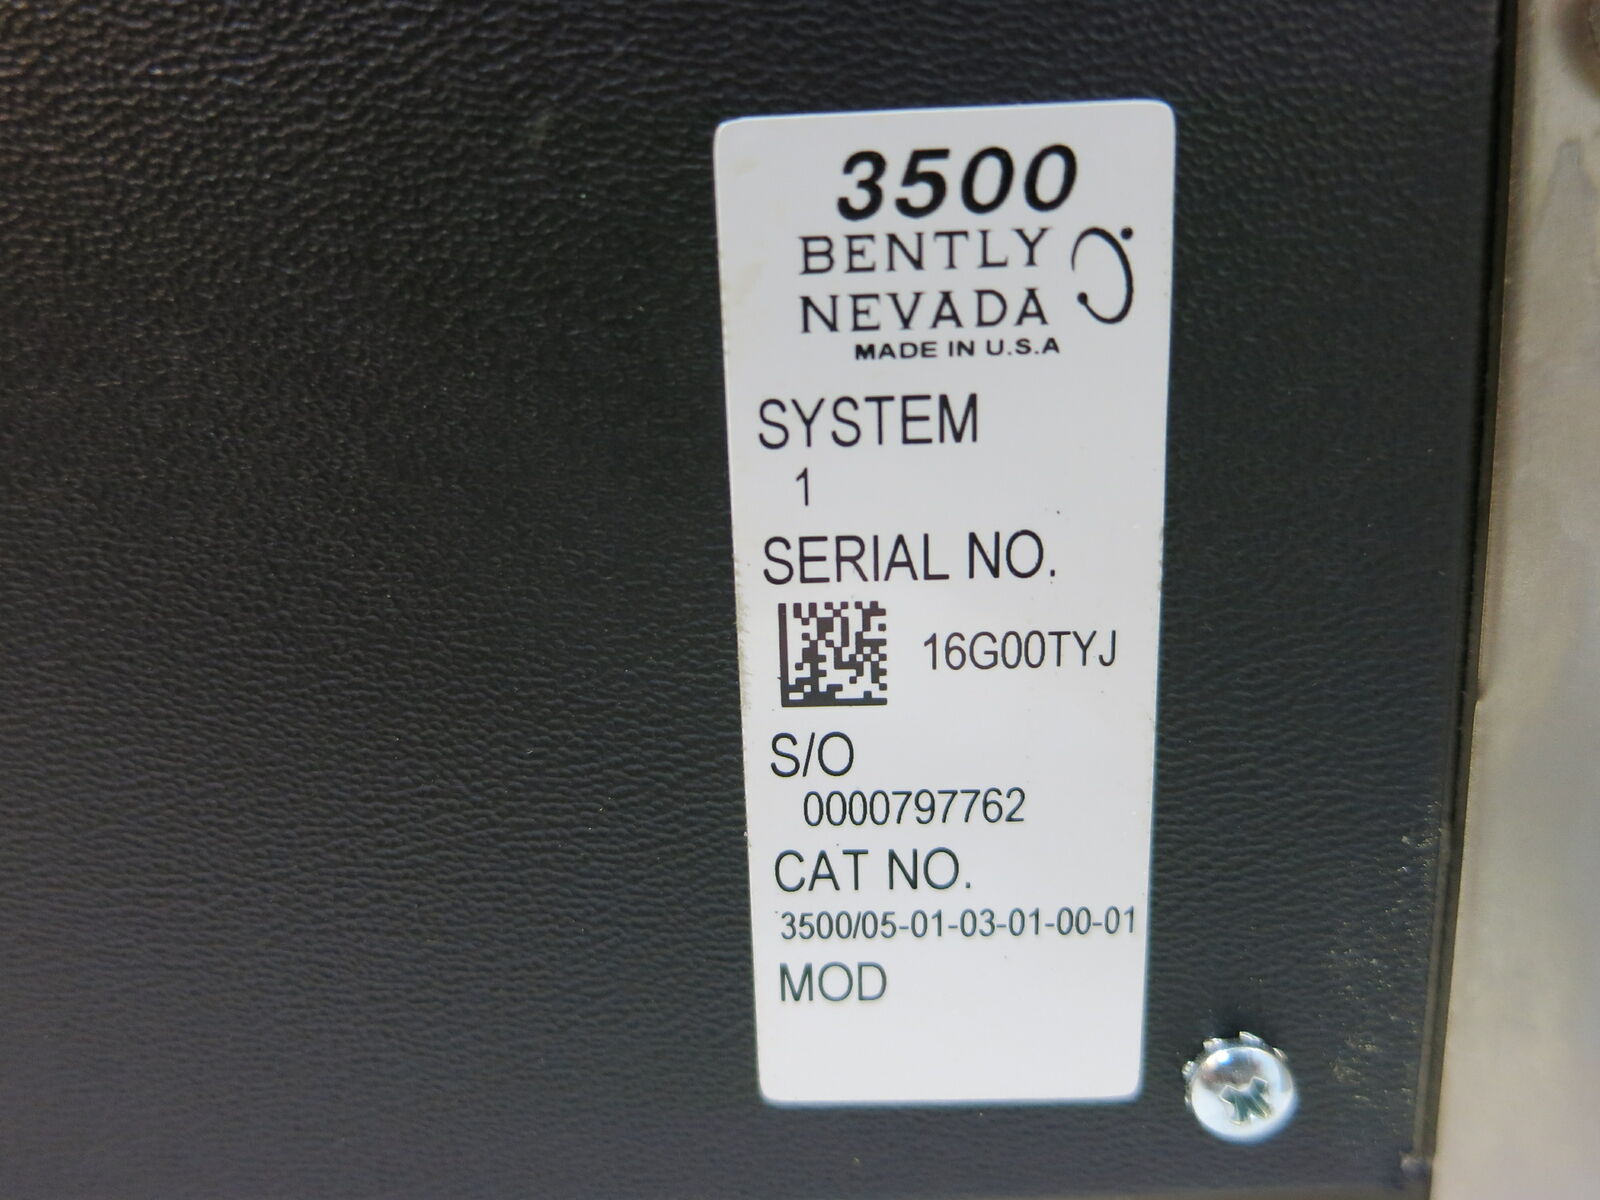 3500
BENTLY
NEVADA
MADE IN U.S.A
SYSTEM
1
SERIAL NO.
16G00TYJ
S/O
0000797762
CAT NO.
3500/05-01-03-01-00-01
MOD